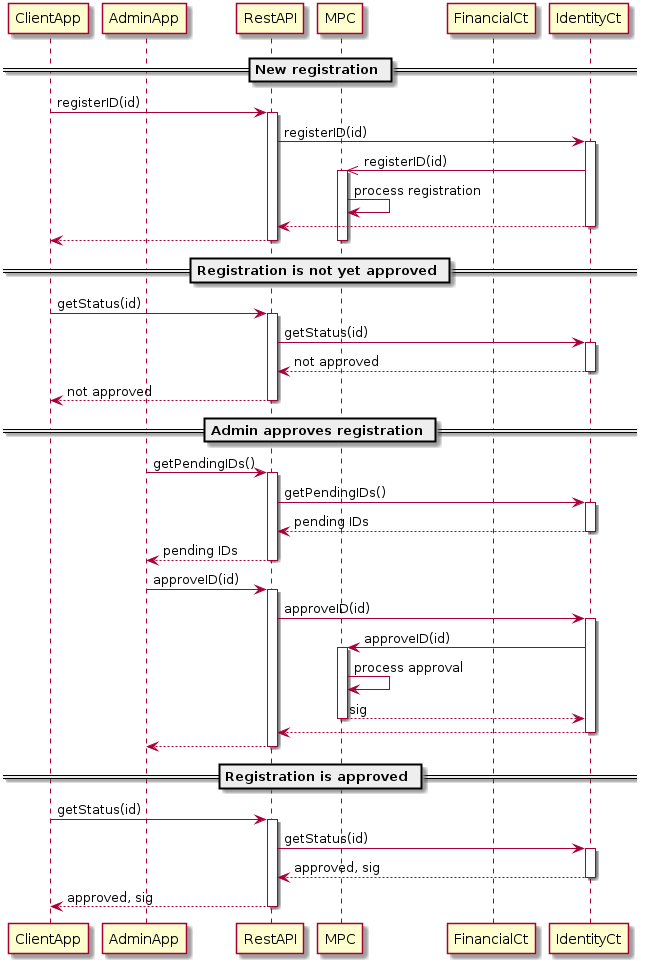 ClientApp AdminApp RestAPI MPC FinancialCt IdentityCt
New registration
registerID(id)
registerID(id)
registerID(id)
process registration
Registration is not yet approved
getStatus(id)
getStatus(id)
not approved
not approved
Admin approves registration
getPendingIDs()
getPendingIDs()
pending IDs
pending IDs
approveID(id)
approveID(id)
approveID(id)
process approval
sig
Registration is approved
getStatus(id)
getStatus(id)
approved, sig
approved, sig
ClientApp AdminApp RestAPI MPC FinancialCt IdentityCt